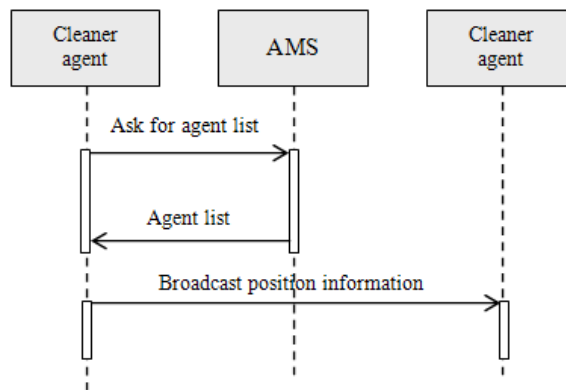 Cleaner
agent
AMS
Cleaner
agent
Ask for agent list
Agent list
Broadcast position information